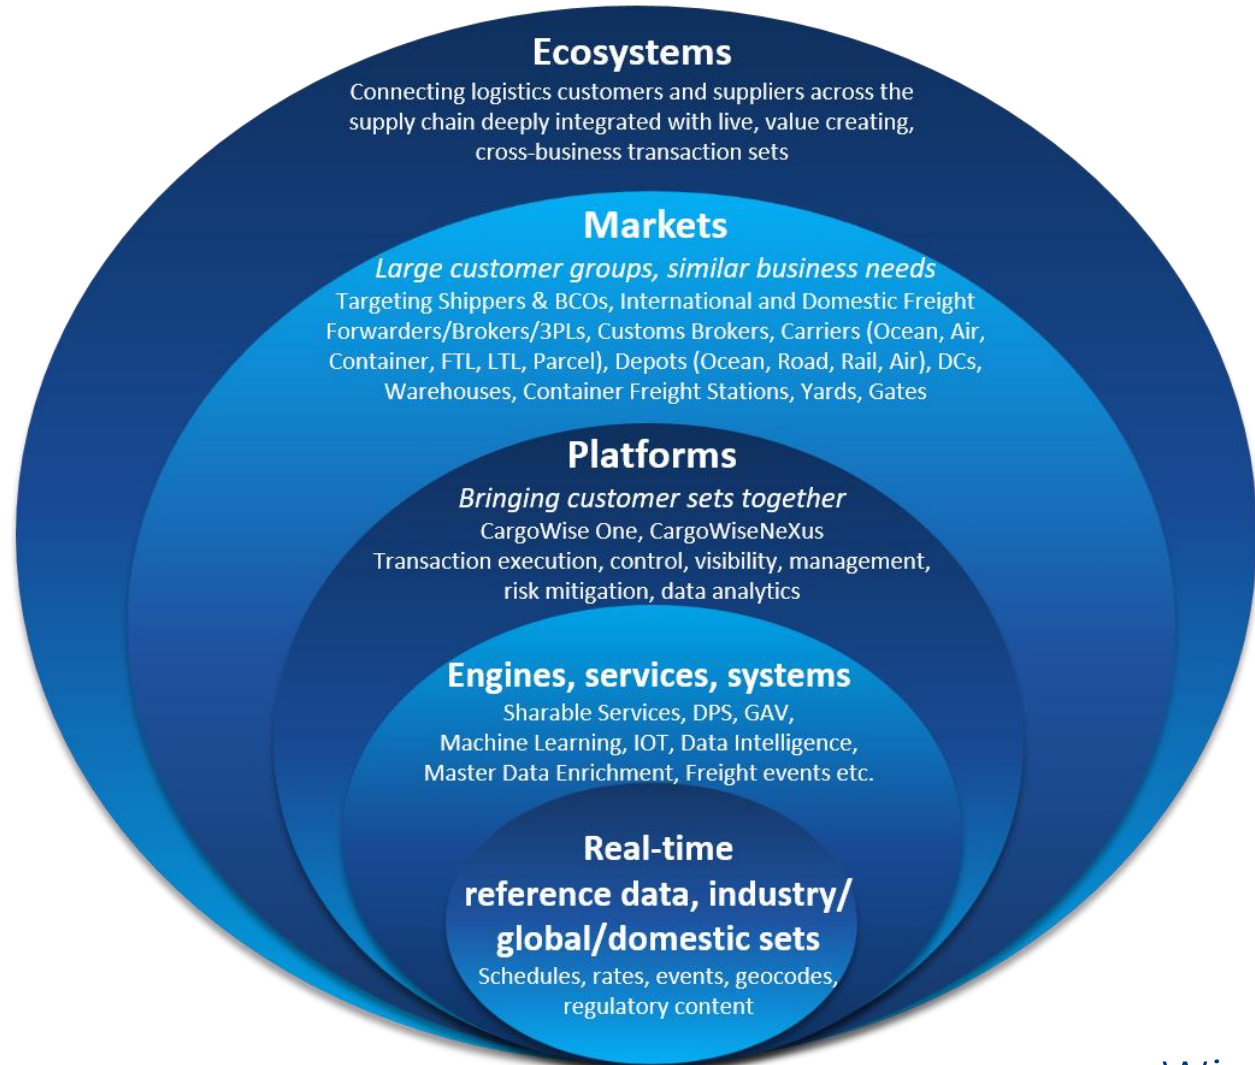 Ecosystems
Connecting logistics customers and suppliers across the
supply chain deeply integrated with live, value creating,
cross-business transaction sets
Markets
Large customer groups, similar business needs
Targeting Shippers & BCOs, International and Domestic Freight
Forwarders/Brokers/3PLs, Customs Brokers, Carriers (Ocean, Air,
Container, FTL, LTL, Parcel), Depots (Ocean, Road, Rail, Air), DCs,
Warehouses, Container Freight Stations, Yards, Gates
Platforms
Bringing customer sets together
CargoWise One, CargoWiseNeXus
Transaction execution, control, visibility, management,
risk mitigation, data analytics
Engines, services, systems
Sharable Services, DPS, GAV,
Machine Learning, IOT, Data Intelligence,
Master Data Enrichment, Freight events etc.
Real-time
reference data, industry/
global/domestic sets
Schedules, rates, events, geocodes,
regulatory content